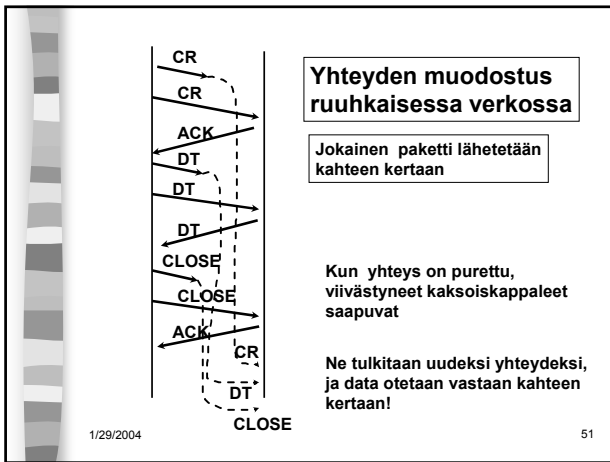 CR
CR
ACK
DT
DT
DT
CLOSE
CLOSE
ACK
CR
DT
CLOSE
Yhteyden muodostus
ruuhkaisessa verkossa
Jokainen paketti lähetetään
kahteen kertaan
Kun yhteys on purettu,
viivästyneet kaksoiskappaleet
saapuvat
Ne tulkitaan uudeksi yhteydeksi,
ja data otetaan vastaan kahteen
kertaan!
1/29/2004
51